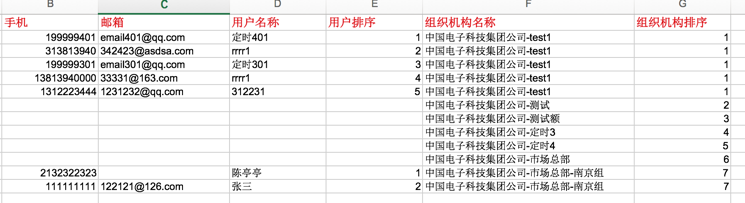 B C D E F G
手机 邮箱 用户名称 用户排序 组织机构名称 组织机构排序
199999401 email401@qq.com 定时401 1 中国电子科技集团公司-test1 1
313813940 342423@asdsa.com rrrr1 2 中国电子科技集团公司-test1 1
199999301 email301@qq.com 定时301 3 中国电子科技集团公司-test1 1
13813940000 33331@163.com rrrr1 4 中国电子科技集团公司-test1 1
1312223444 1231232@qq.com 312231 5 中国电子科技集团公司-test1 1
中国电子科技集团公司-测试 2
中国电子科技集团公司-测试额 3
中国电子科技集团公司-定时3 4
中国电子科技集团公司-定时4 5
中国电子科技集团公司-市场总部 6
2132322323 陈亭亭 1 中国电子科技集团公司-市场总部-南京组 7
111111111 122121@126.com 张三 2 中国电子科技集团公司-市场总部-南京组 7